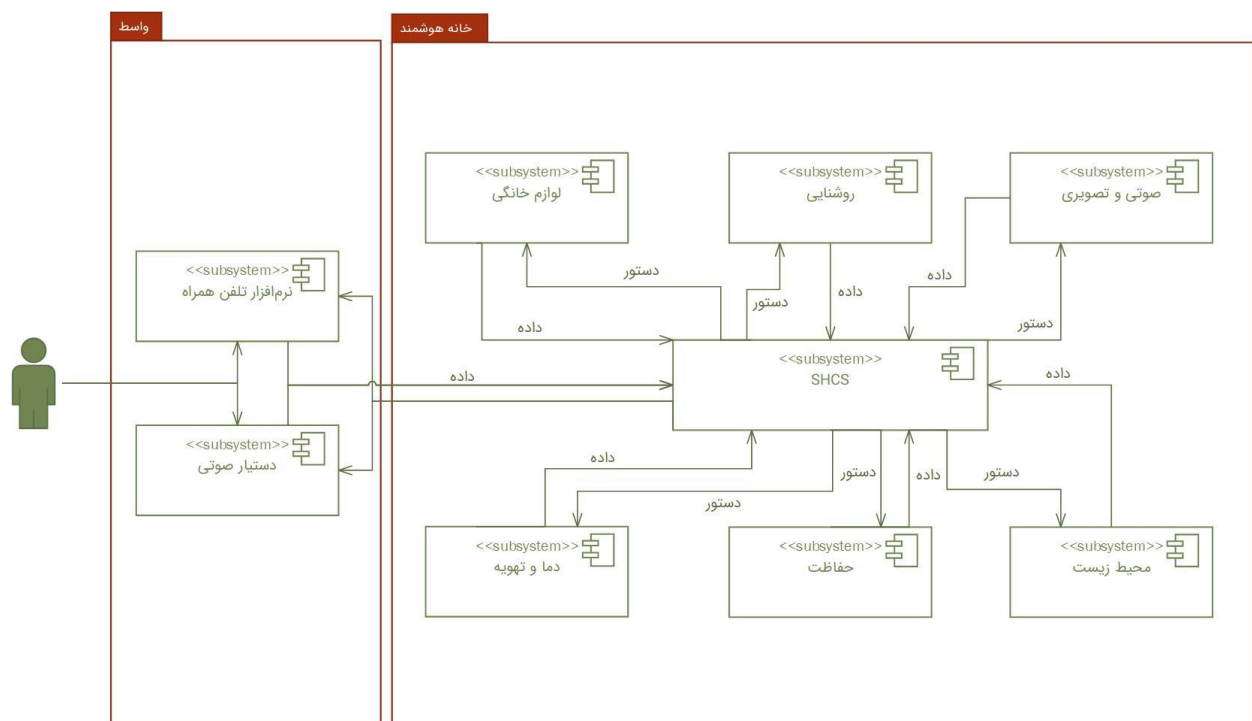 واسط
خانه هوشمند
<<subsystem>>
لوازم خانگی
<<subsystem>>
روشنایی
<<subsystem>>
صوتی و تصویری
<<subsystem>>
نرم‌افزار تلفن همراه
دستور
دستور
داده
داده
دستور
داده
<<subsystem>>
SHCS
داده
داده
<<subsystem>>
دستیار صوتی
داده
دستور
دستور
داده
دستور
<<subsystem>>
دما و تهویه
<<subsystem>>
حفاظت
<<subsystem>>
محیط زیست